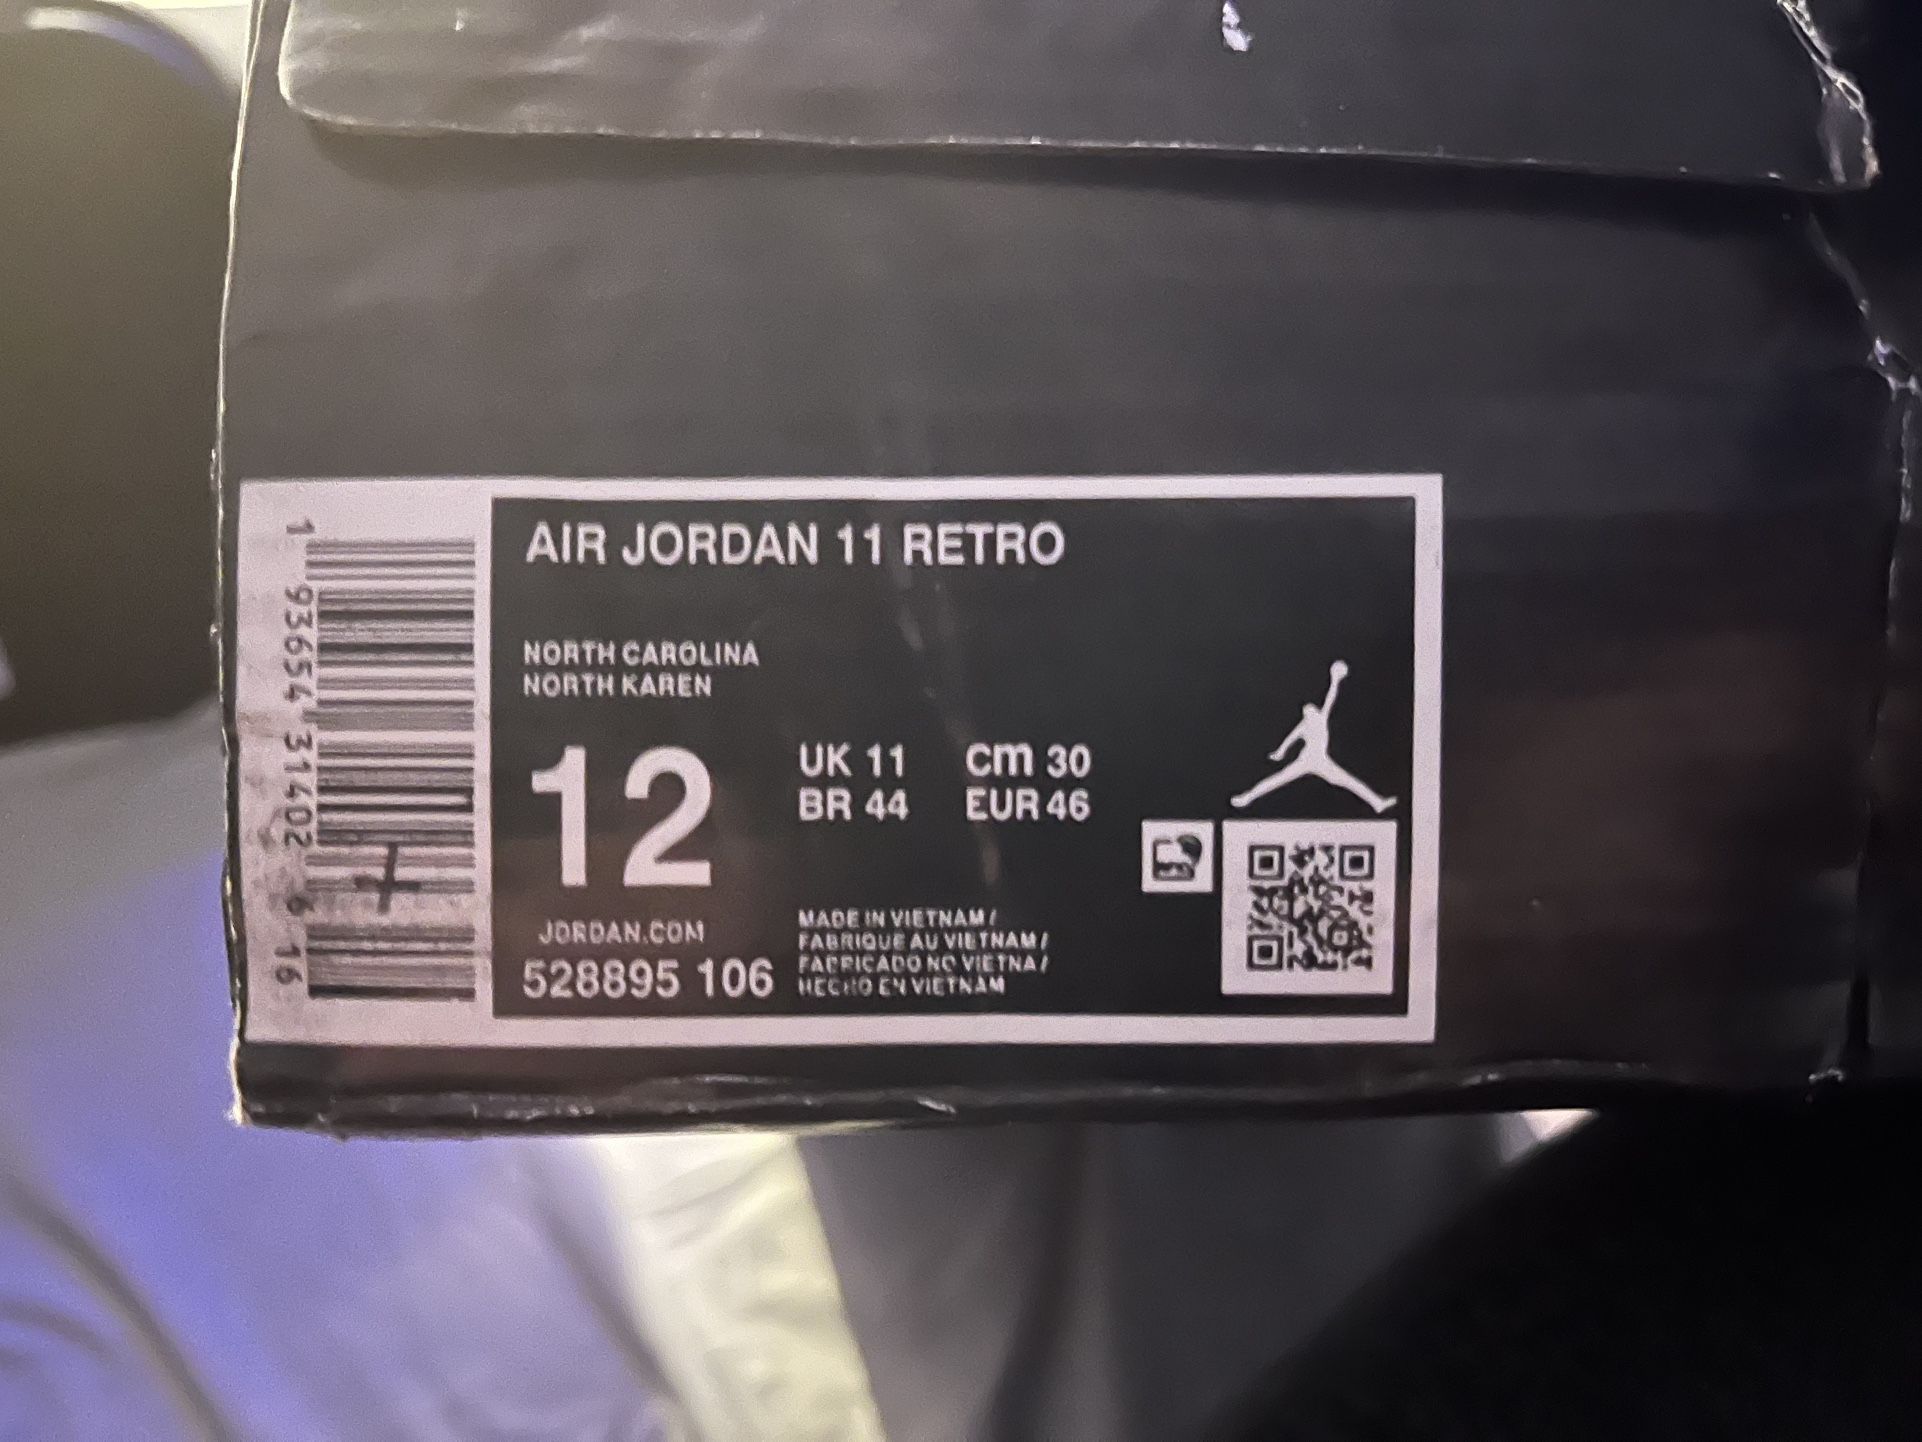 AIR JORDAN 11 RETRO
NORTH CAROLINA
NORTH KAREN
12
UK 11 cm 30
BR 44 EUR 46
JORDAN.COM
528895 106
MADE IN VIETNAM /
FABRIQUE AU VIETNAM /
FABRICADO NO VIETNA /
HECHO EN VIETNAM
1 93654 31402 6 16